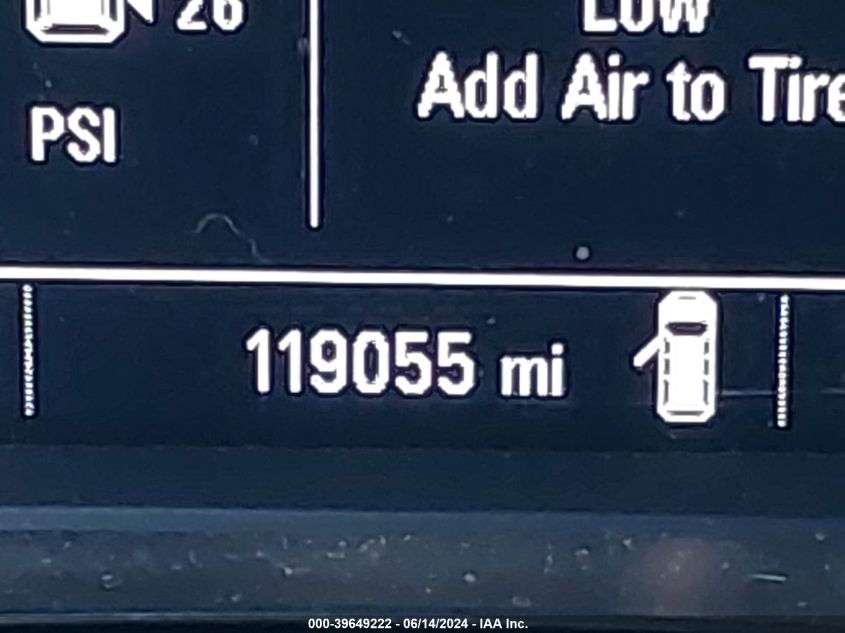 26
Low
Add Air to Tire
PSI
119055 mi
000-39649222 - 06/14/2024 - IAA Inc.